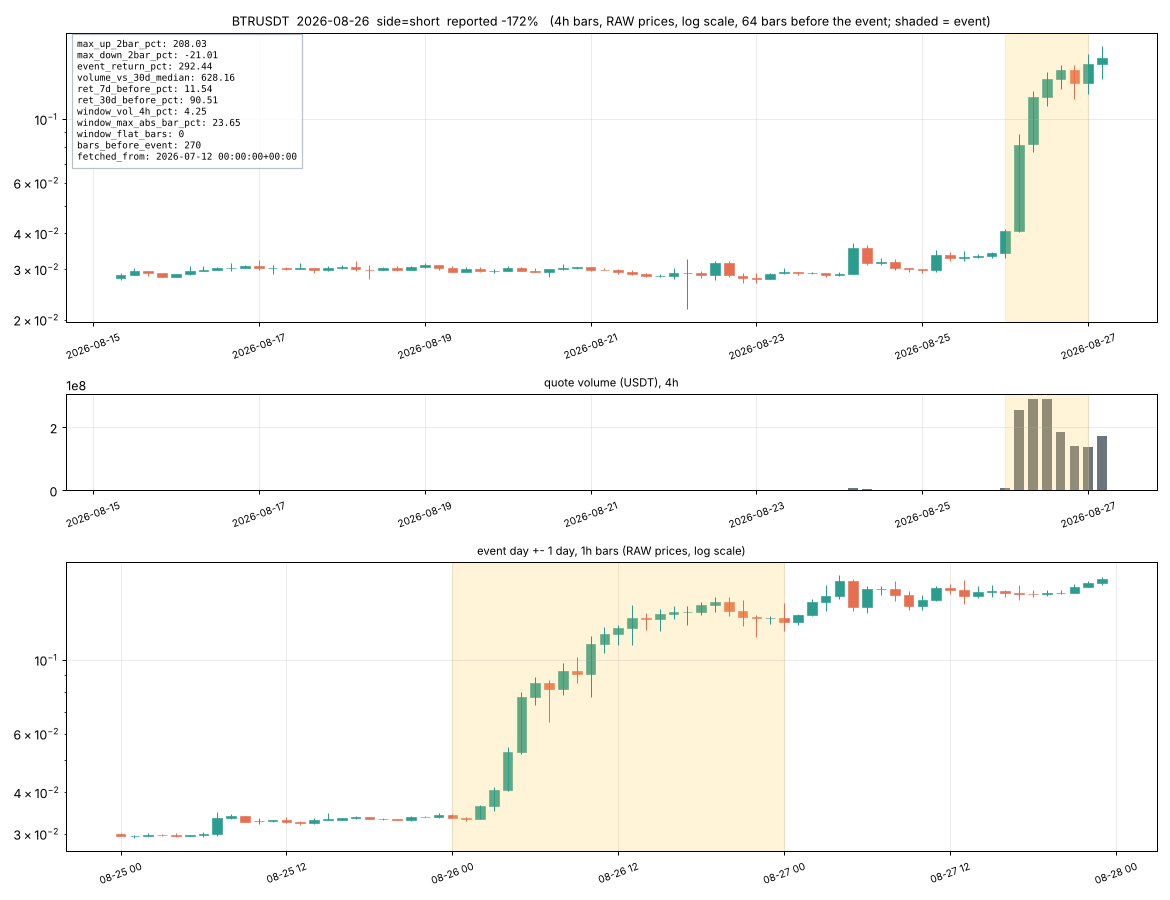 BTRUSDT  2026-08-26  side=short  reported -172%   (4h bars, RAW prices, log scale, 64 bars before the event; shaded = event)
max_up_2bar_pct: 208.03
max_down_2bar_pct: -21.01
event_return_pct: 292.44
volume_vs_30d_median: 628.16
ret_7d_before_pct: 11.54
ret_30d_before_pct: 90.51
window_vol_4h_pct: 4.25
window_max_abs_bar_pct: 23.65
window_flat_bars: 0
bars_before_event: 270
fetched_from: 2026-07-12 00:00:00+00:00
10⁻¹
6 × 10⁻²
4 × 10⁻²
3 × 10⁻²
2 × 10⁻²
2026-08-15 2026-08-17 2026-08-19 2026-08-21 2026-08-23 2026-08-25 2026-08-27
quote volume (USDT), 4h
1e8
2
0
2026-08-15 2026-08-17 2026-08-19 2026-08-21 2026-08-23 2026-08-25 2026-08-27
event day +- 1 day, 1h bars (RAW prices, log scale)
10⁻¹
6 × 10⁻²
4 × 10⁻²
3 × 10⁻²
08-25 00 08-25 12 08-26 00 08-26 12 08-27 00 08-27 12 08-28 00